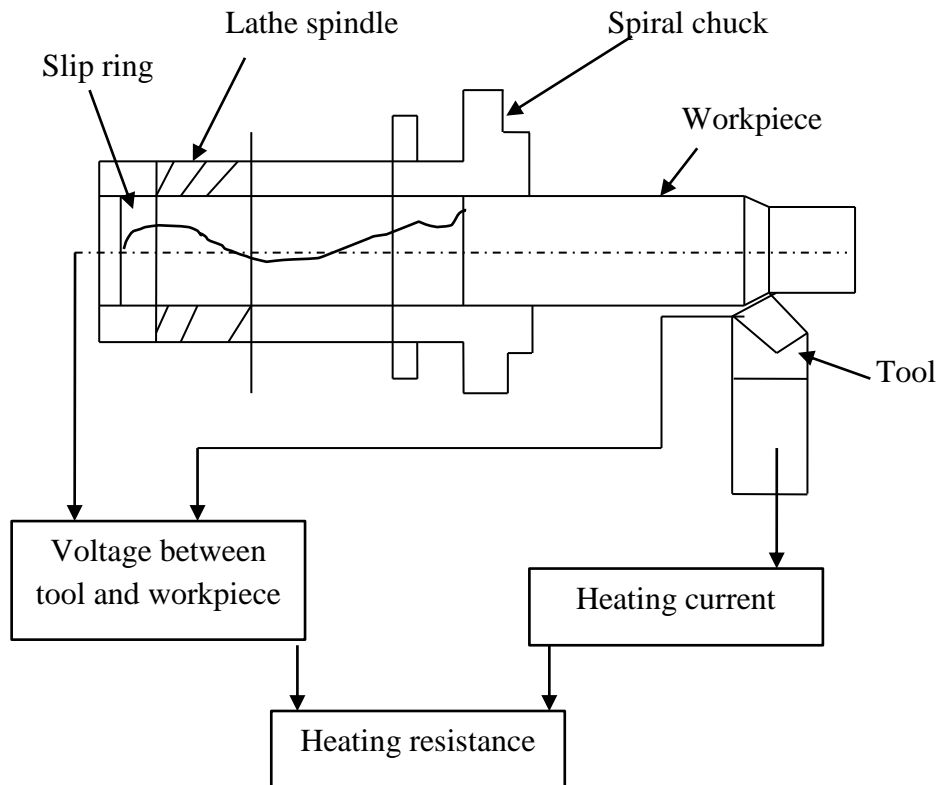 Lathe spindle
Spiral chuck
Slip ring
Workpiece
Tool
Voltage between
tool and workpiece
Heating current
Heating resistance